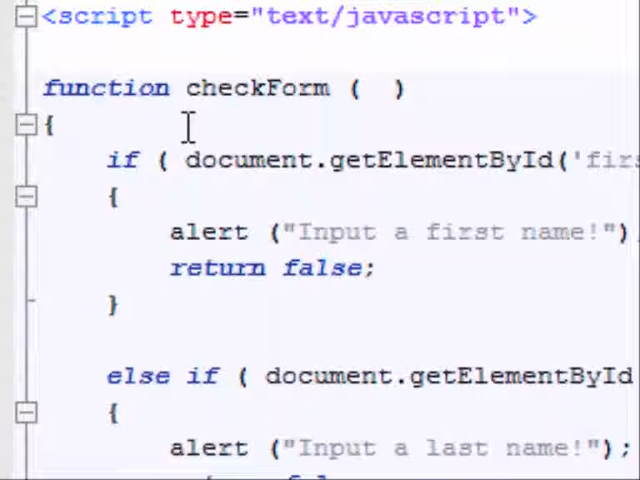 <script type="text/javascript">
function checkForm (  )
{
if ( document.getElementById('firs
{
alert ("Input a first name!")
return false;
}
else if ( document.getElementById
{
alert ("Input a last name!");